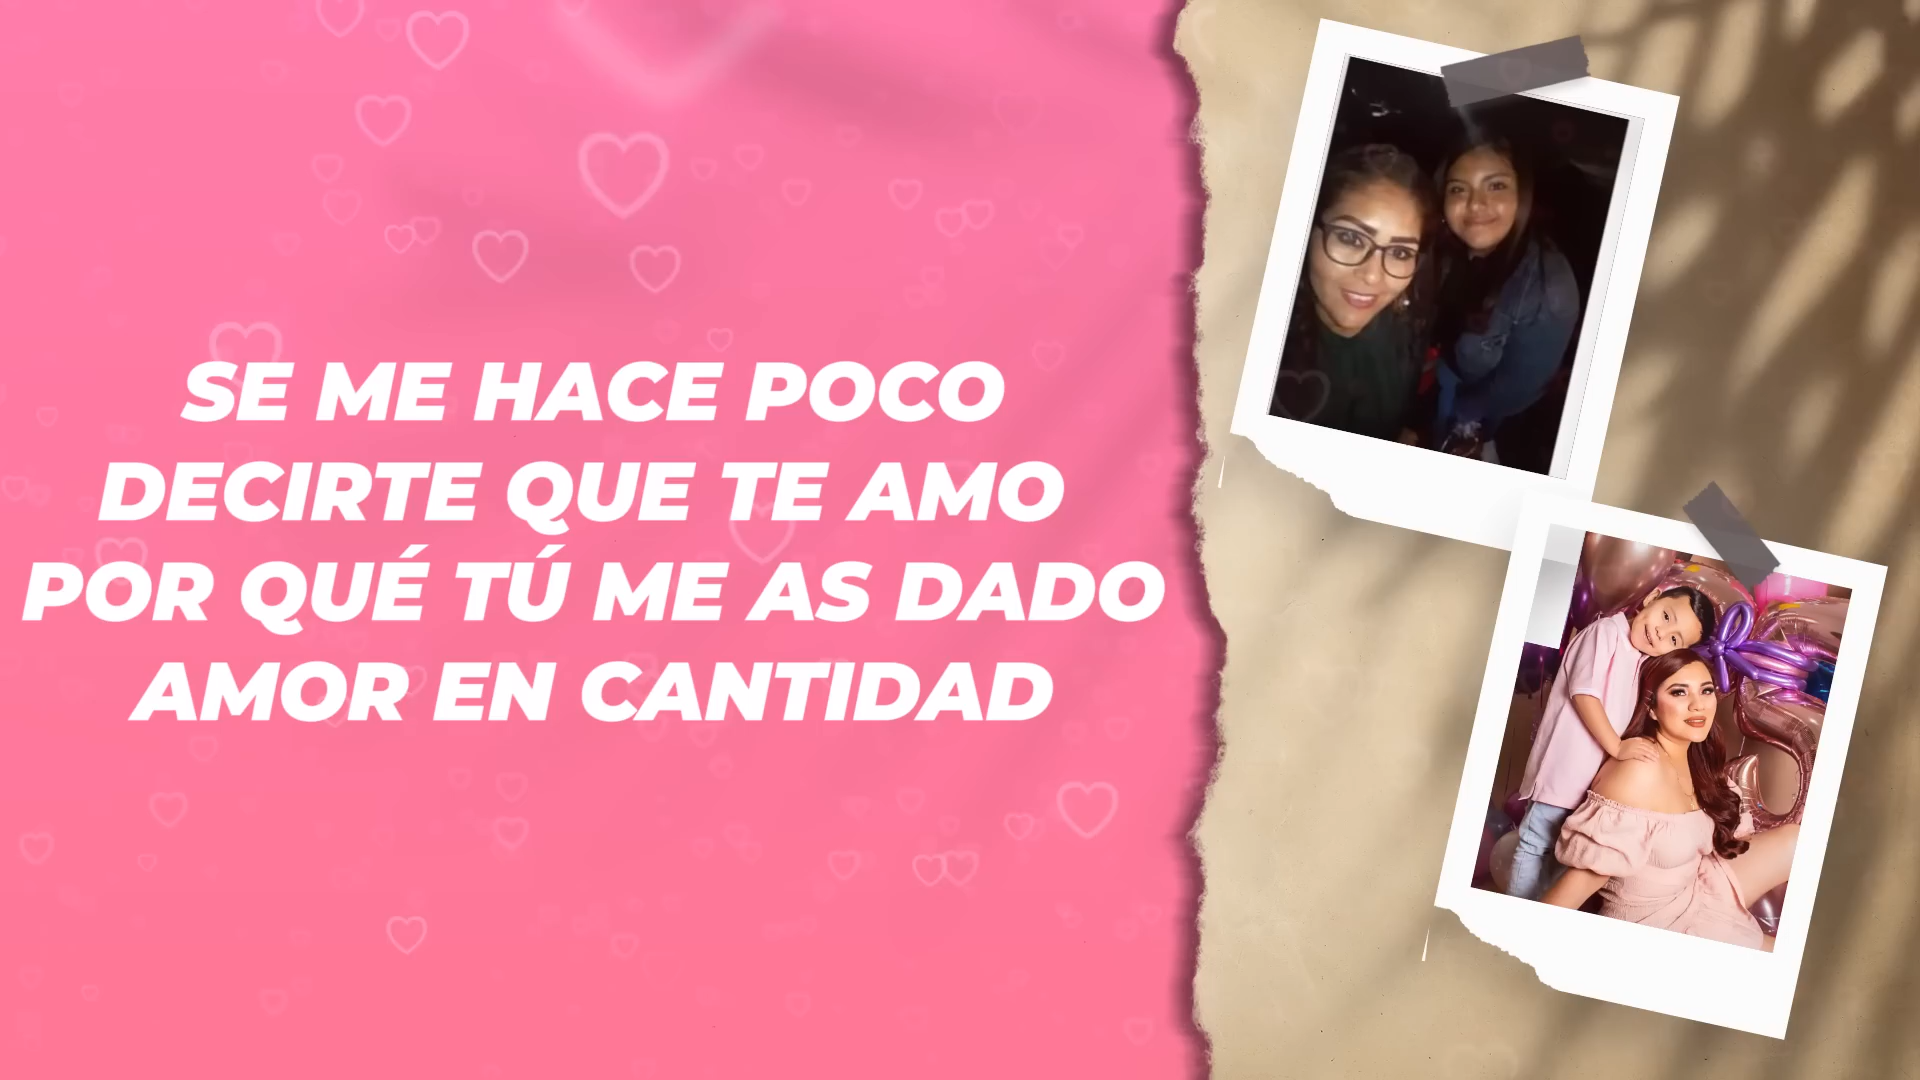 SE ME HACE POCO
DECIRTE QUE TE AMO
POR QUÉ TÚ ME AS DADO
AMOR EN CANTIDAD